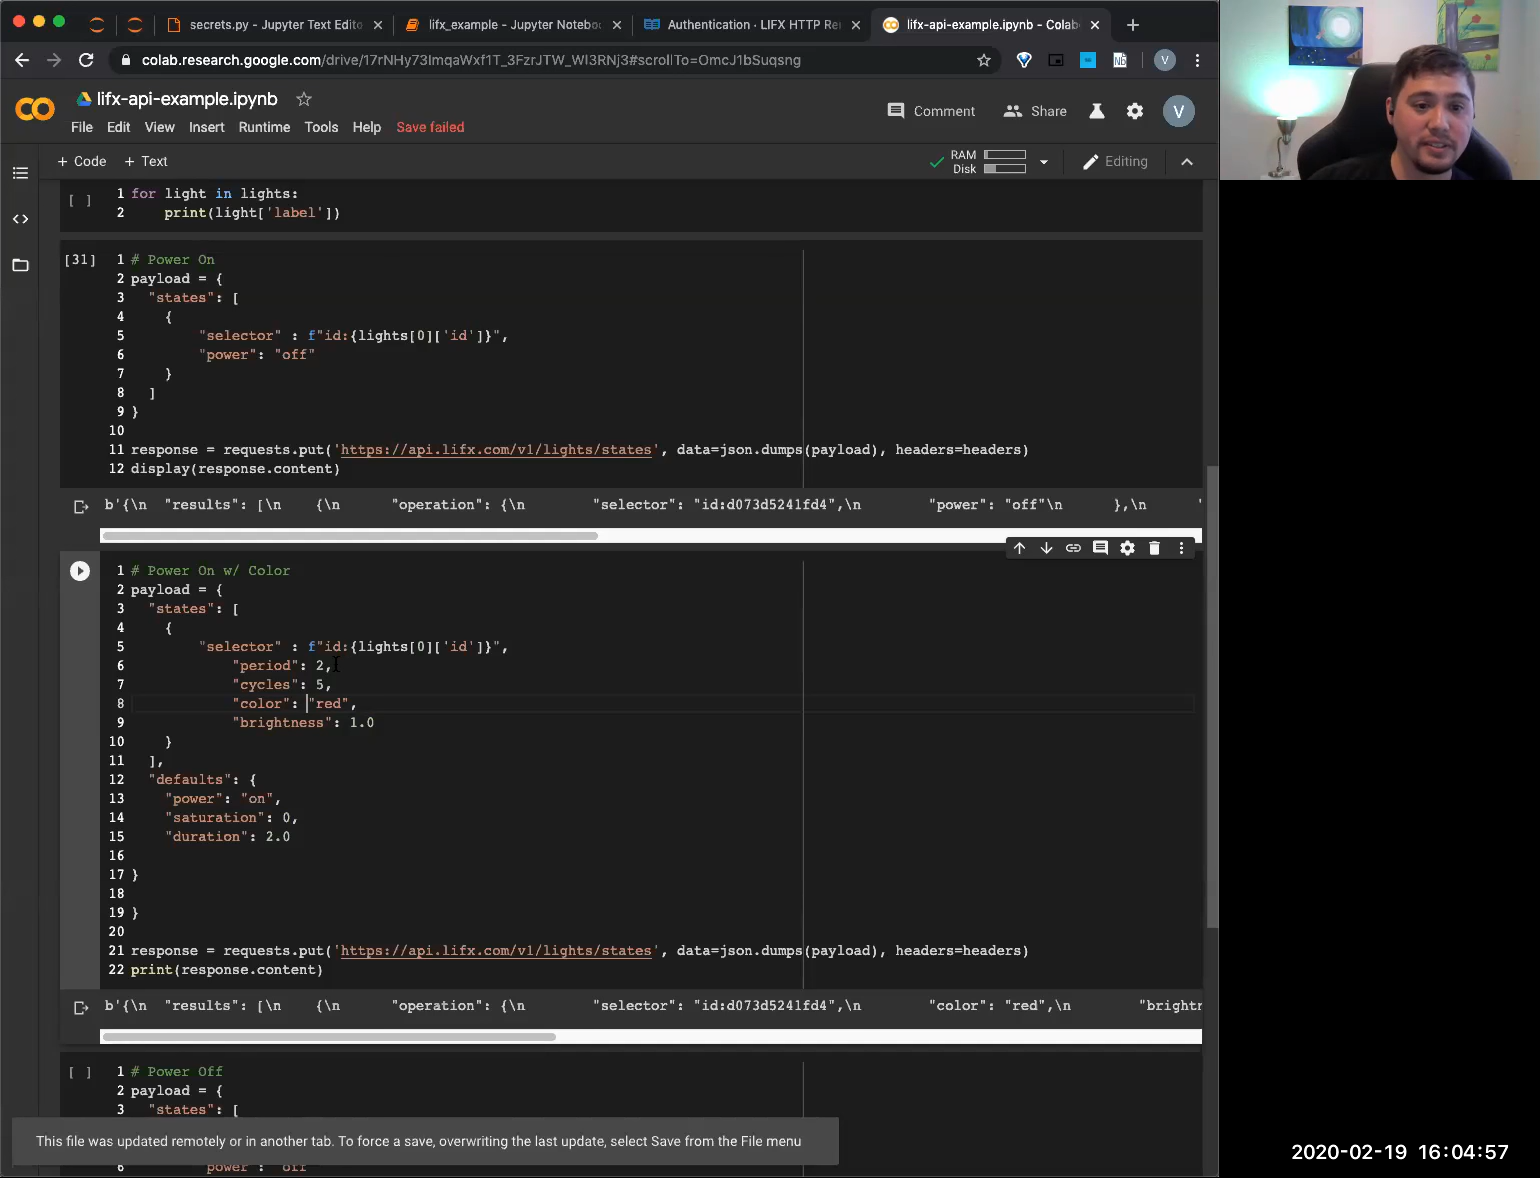 secrets.py - Jupyter Text Edito
lifx_example - Jupyter Notebo
Authentication · LIFX HTTP Re
lifx-api-example.ipynb - Colab
colab.research.google.com/drive/17rNHy73ImqaWxf1T_3FzrJTW_Wl3RNj3#scrollTo=OmcJ1bSuqsng
V
lifx-api-example.ipynb
File Edit View Insert Runtime Tools Help Save failed
Comment Share V
+ Code + Text
RAM
Disk
Editing
[ ]
1 for light in lights:
2     print(light['label'])
[31]
1 # Power On
2 payload = {
3   "states": [
4     {
5         "selector" : f"id:{lights[0]['id']}",
6         "power": "off"
7     }
8   ]
9 }
10
11 response = requests.put('https://api.lifx.com/v1/lights/states', data=json.dumps(payload), headers=headers)
12 display(response.content)
b'{\n  "results": [\n    {\n      "operation": {\n        "selector": "id:d073d5241fd4",\n        "power": "off"\n      },\n      '
1 # Power On w/ Color
2 payload = {
3   "states": [
4     {
5         "selector" : f"id:{lights[0]['id']}",
6             "period": 2,
7             "cycles": 5,
8             "color": "red",
9             "brightness": 1.0
10     }
11   ],
12   "defaults": {
13     "power": "on",
14     "saturation": 0,
15     "duration": 2.0
16
17 }
18
19 }
20
21 response = requests.put('https://api.lifx.com/v1/lights/states', data=json.dumps(payload), headers=headers)
22 print(response.content)
b'{\n  "results": [\n    {\n      "operation": {\n        "selector": "id:d073d5241fd4",\n        "color": "red",\n        "brightr
[ ]
1 # Power Off
2 payload = {
3   "states": [
This file was updated remotely or in another tab. To force a save, overwriting the last update, select Save from the File menu
6 "power": "off"
2020-02-19 16:04:57